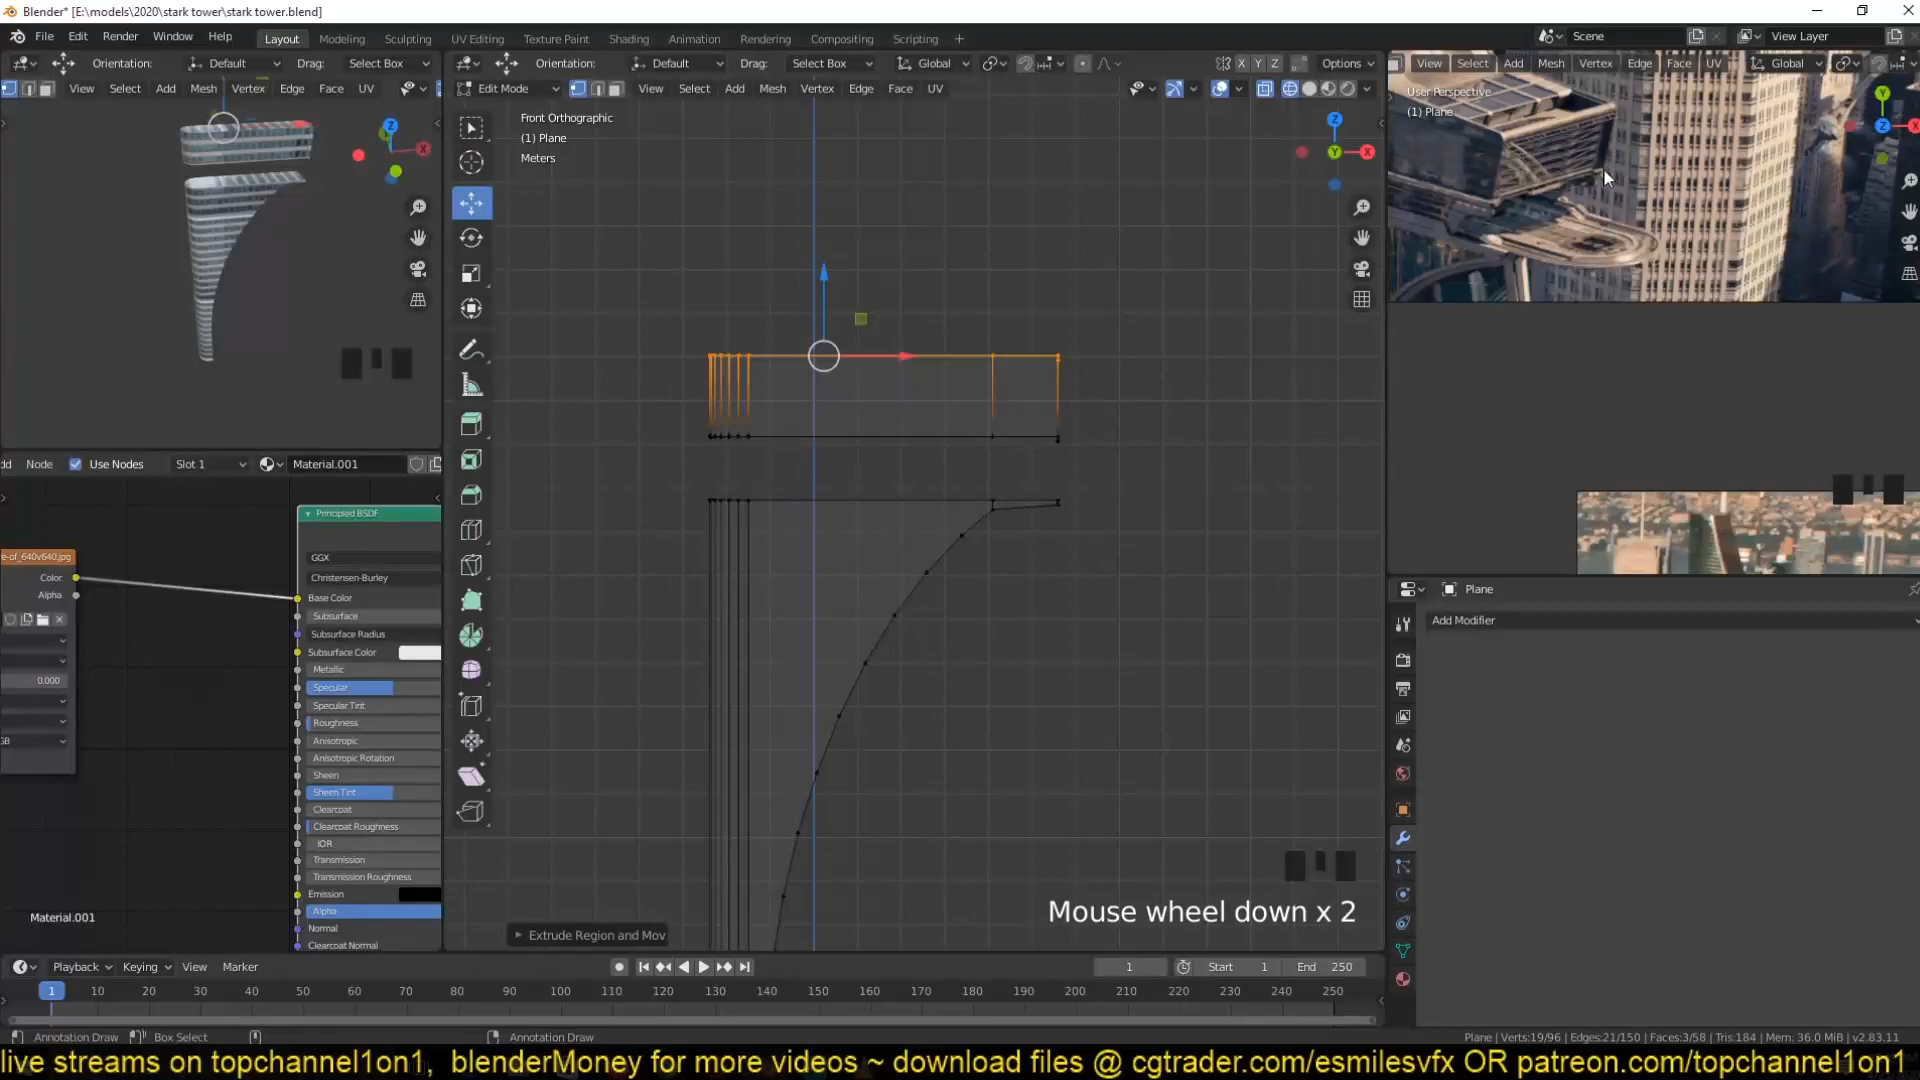 Blender* [E:\models\2020\stark tower\stark tower.blend]
File Edit Render Window Help Layout Modeling Sculpting UV Editing Texture Paint Shading Animation Rendering Compositing Scripting + Scene View Layer
Orientation: Default Drag: Select Box Orientation: Default Drag: Select Box Global X Y Z Options View Select Add Mesh Vertex Edge Face UV Global
View Select Add Mesh Vertex Edge Face UV Edit Mode View Select Add Mesh Vertex Edge Face UV
User Perspective
(1) Plane
Front Orthographic
(1) Plane
Meters
Z
X
Z
Y
X
Y
Z
X
dd Node Use Nodes Slot 1 Material.001
Principled BSDF
re-of_640v640.jpg
GGX
Color
Christensen-Burley
Alpha
Base Color
Subsurface
Subsurface Radius
Subsurface Color
Metallic
0.000
Specular
Specular Tint
Roughness
GB
Anisotropic
Anisotropic Rotation
Sheen
Sheen Tint
Clearcoat
Clearcoat Roughness
IOR
Transmission
Transmission Roughness
Emission
Alpha
Normal
Clearcoat Normal
Material.001
Plane
Add Modifier
Mouse wheel down x 2
Extrude Region and Mov
Playback Keying View Marker 1 Start 1 End 250
1 10 20 30 40 50 60 70 80 90 100 110 120 130 140 150 160 170 180 190 200 210 220 230 240 250
Annotation Draw Box Select Annotation Draw Plane | Verts:19/96 | Edges:21/150 | Faces:3/58 | Tris:184 | Mem: 36.0 MiB | v2.83.11
live streams on topchannel1on1, blenderMoney for more videos ~ download files @ cgtrader.com/esmilesvfx OR patreon.com/topchannel1on1